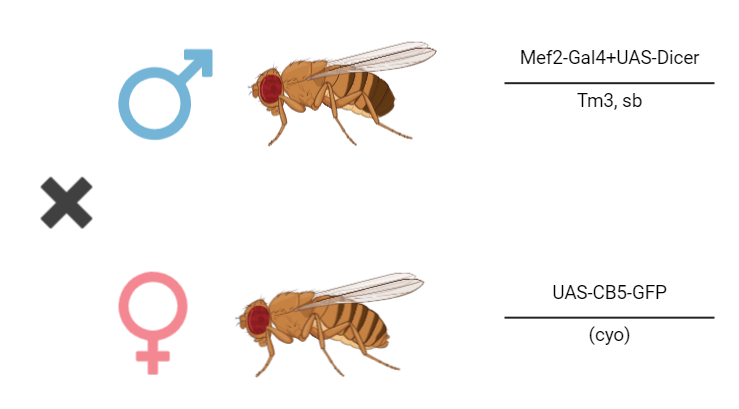 Mef2-Gal4+UAS-Dicer
Tm3, sb
UAS-CB5-GFP
(cyo)